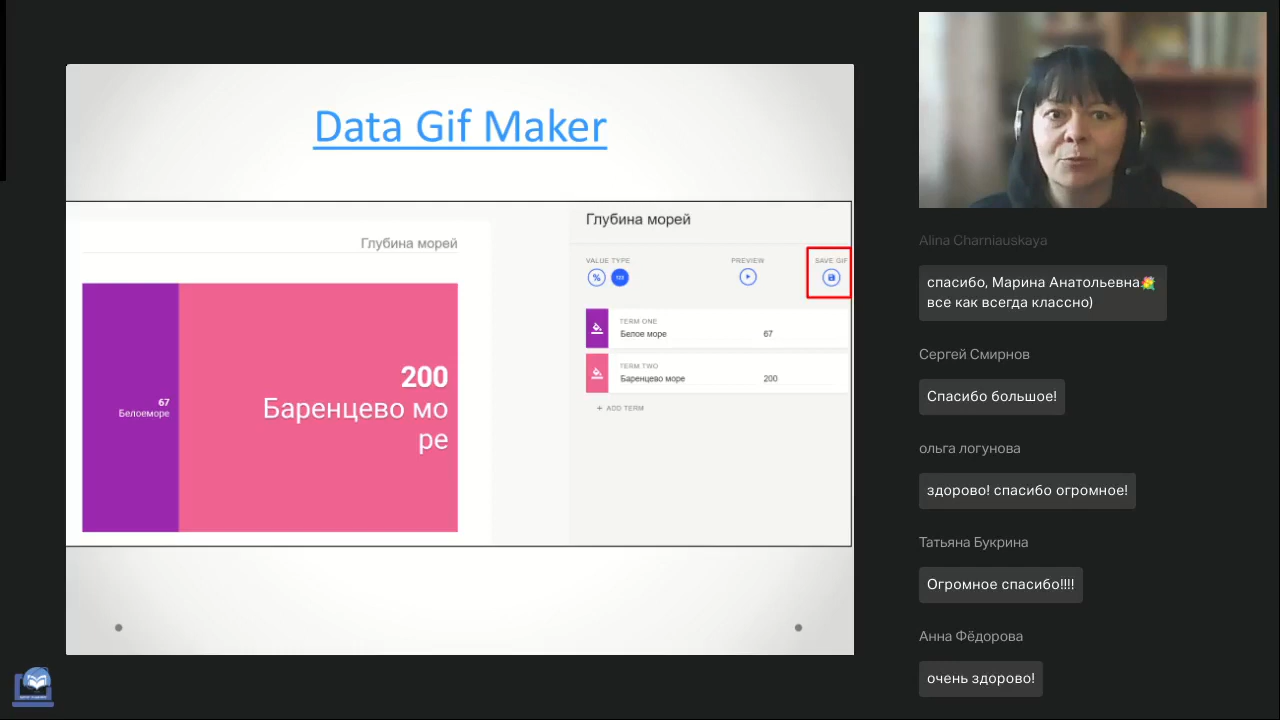 Data Gif Maker
Глубина морей
67
Белоеморе
200
Баренцево мо
ре
Глубина морей
VALUE TYPE
PREVIEW
SAVE GIF
%
123
TERM ONE
Белое море
67
TERM TWO
Баренцево море
200
+ ADD TERM
Alina Charniauskaya
спасибо, Марина Анатольевна💐
все как всегда классно)
Сергей Смирнов
Спасибо большое!
ольга логунова
здорово! спасибо огромное!
Татьяна Букрина
Огромное спасибо!!!!
Анна Фёдорова
очень здорово!